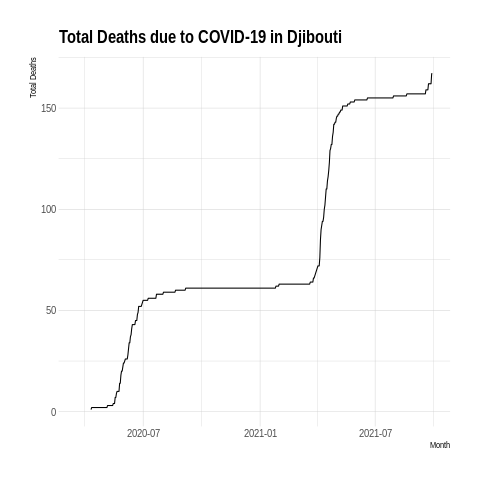 Total Deaths due to COVID-19 in Djibouti
Total Deaths
150
100
50
0
2020-07 2021-01 2021-07
Month